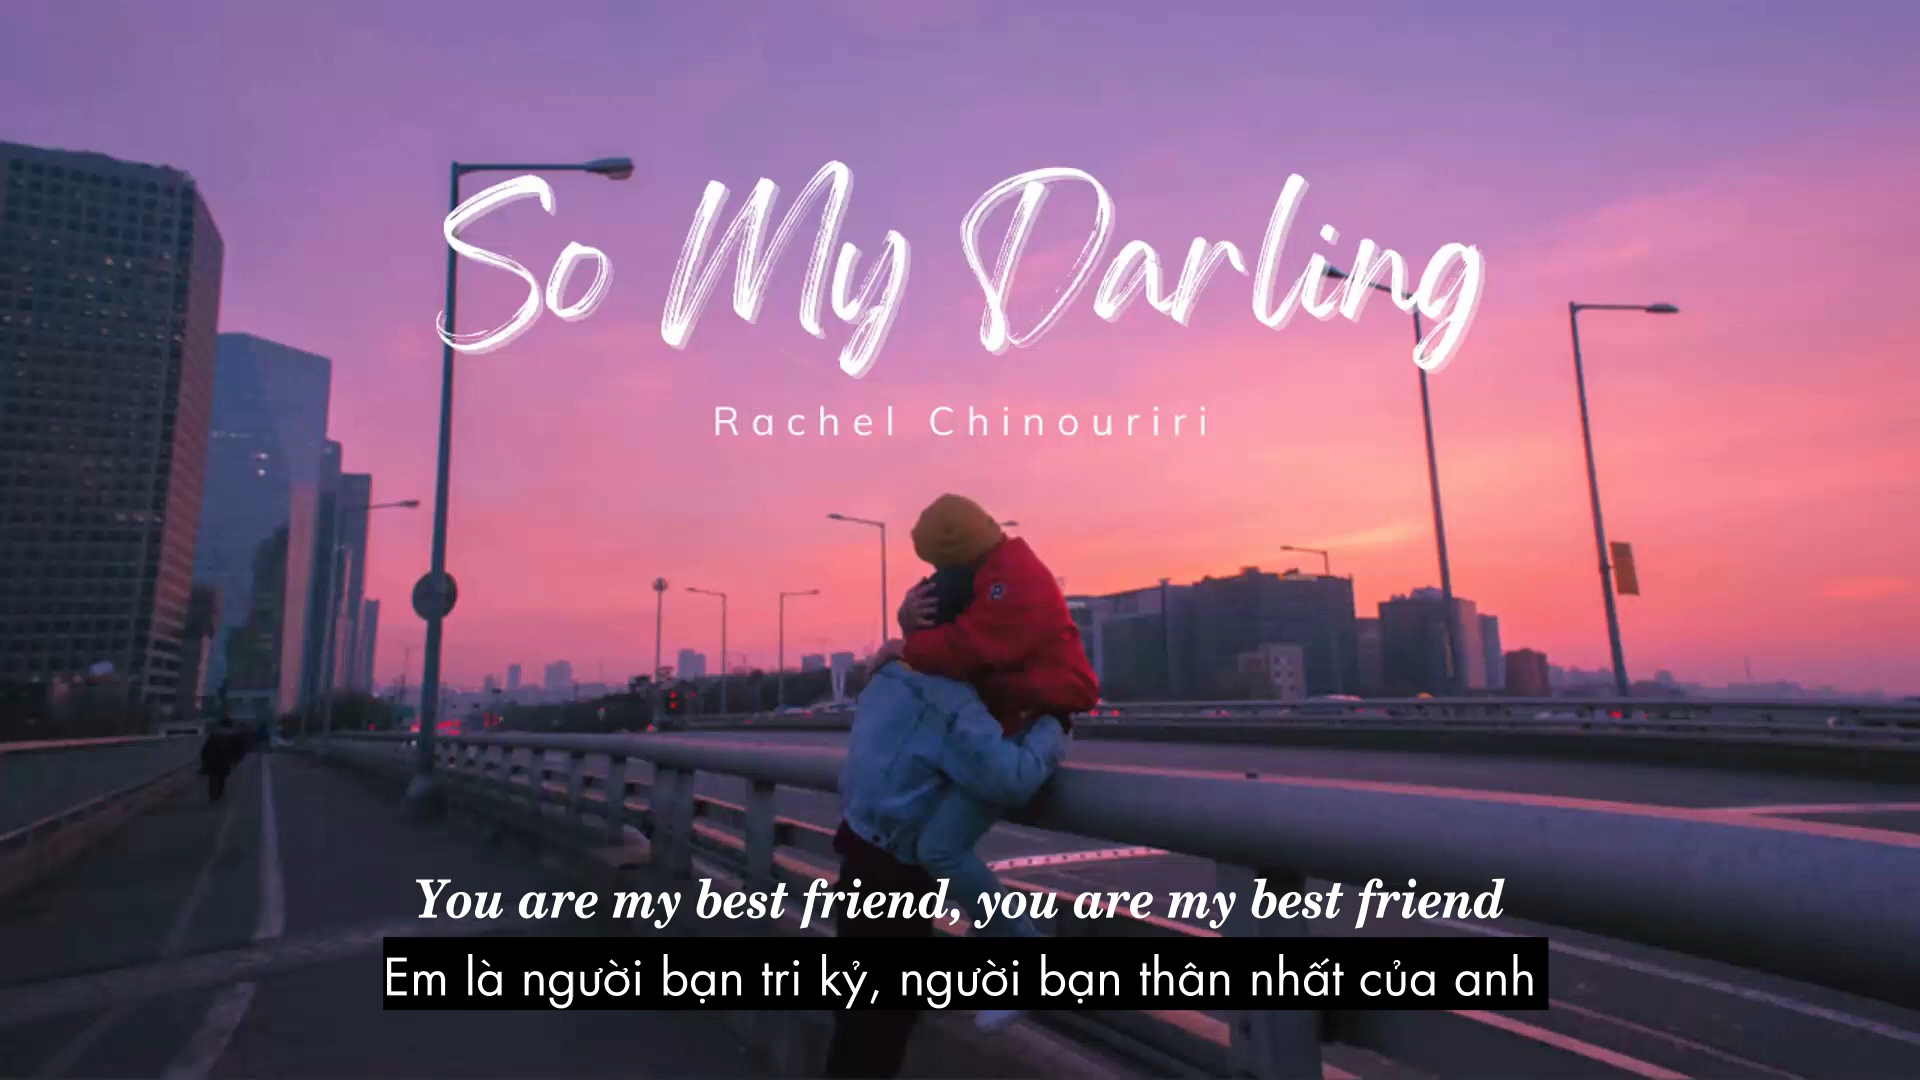 So My Darling
Rachel Chinouriri
You are my best friend, you are my best friend
Em là người bạn tri kỷ, người bạn thân nhất của anh